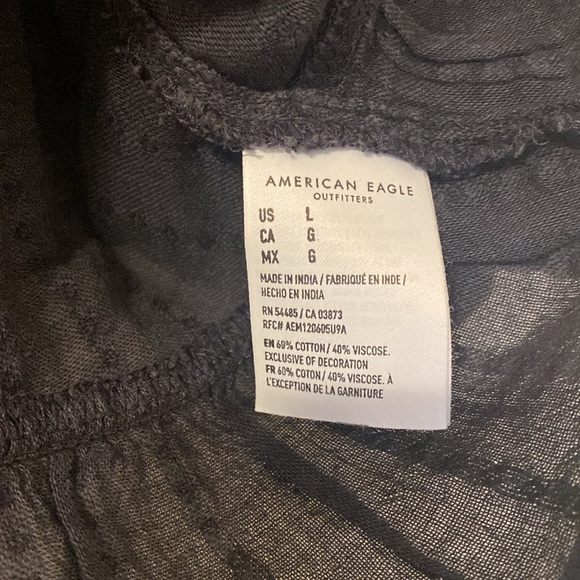 AMERICAN EAGLE
OUTFITTERS
US L
CA G
MX G
MADE IN INDIA / FABRIQUÉ EN INDE /
HECHO EN INDIA
RN 54485 / CA 03873
RFC# AEM120605U9A
EN 60% COTTON / 40% VISCOSE.
EXCLUSIVE OF DECORATION
FR 60% COTON / 40% VISCOSE. À
L'EXCEPTION DE LA GARNITURE